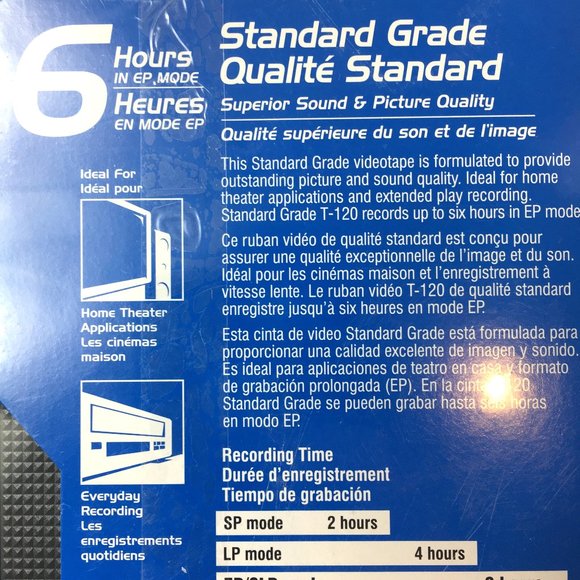 6
Hours
IN EP MODE
Heures
EN MODE EP
Standard Grade
Qualité Standard
Superior Sound & Picture Quality
Qualité supérieure du son et de l'image
Ideal For
Idéal pour
Home Theater
Applications
Les cinémas
maison
Everyday
Recording
Les
enregistrements
quotidiens
This Standard Grade videotape is formulated to provide
outstanding picture and sound quality. Ideal for home
theater applications and extended play recording.
Standard Grade T-120 records up to six hours in EP mode
Ce ruban vidéo de qualité standard est conçu pour
assurer une qualité exceptionnelle de l'image et du son.
Idéal pour les cinémas maison et l'enregistrement à
vitesse lente. Le ruban vidéo T-120 de qualité standard
enregistre jusqu'à six heures en mode EP.
Esta cinta de video Standard Grade está formulada para
proporcionar una calidad excelente de imagen y sonido.
Es ideal para aplicaciones de teatro en casa y formato
de grabación prolongada (EP). En la cinta 20
Standard Grade se pueden grabar hasta seis horas
en modo EP.
Recording Time
Durée d'enregistrement
Tiempo de grabación
SP mode 2 hours
LP mode 4 hours